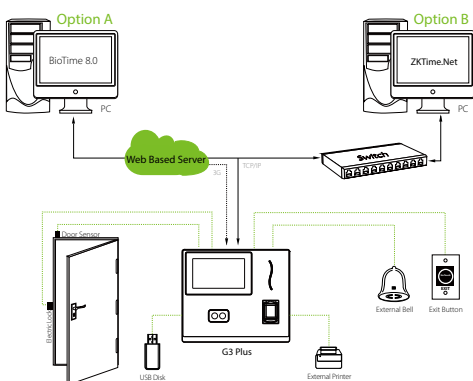 Option A
Option B
BioTime 8.0
ZKTime.Net
PC
PC
Switch
Web Based Server
3G
TCP/IP
Door Sensor
Electric Lock
External Bell
EXIT
Exit Button
G3 Plus
USB Disk
External Printer